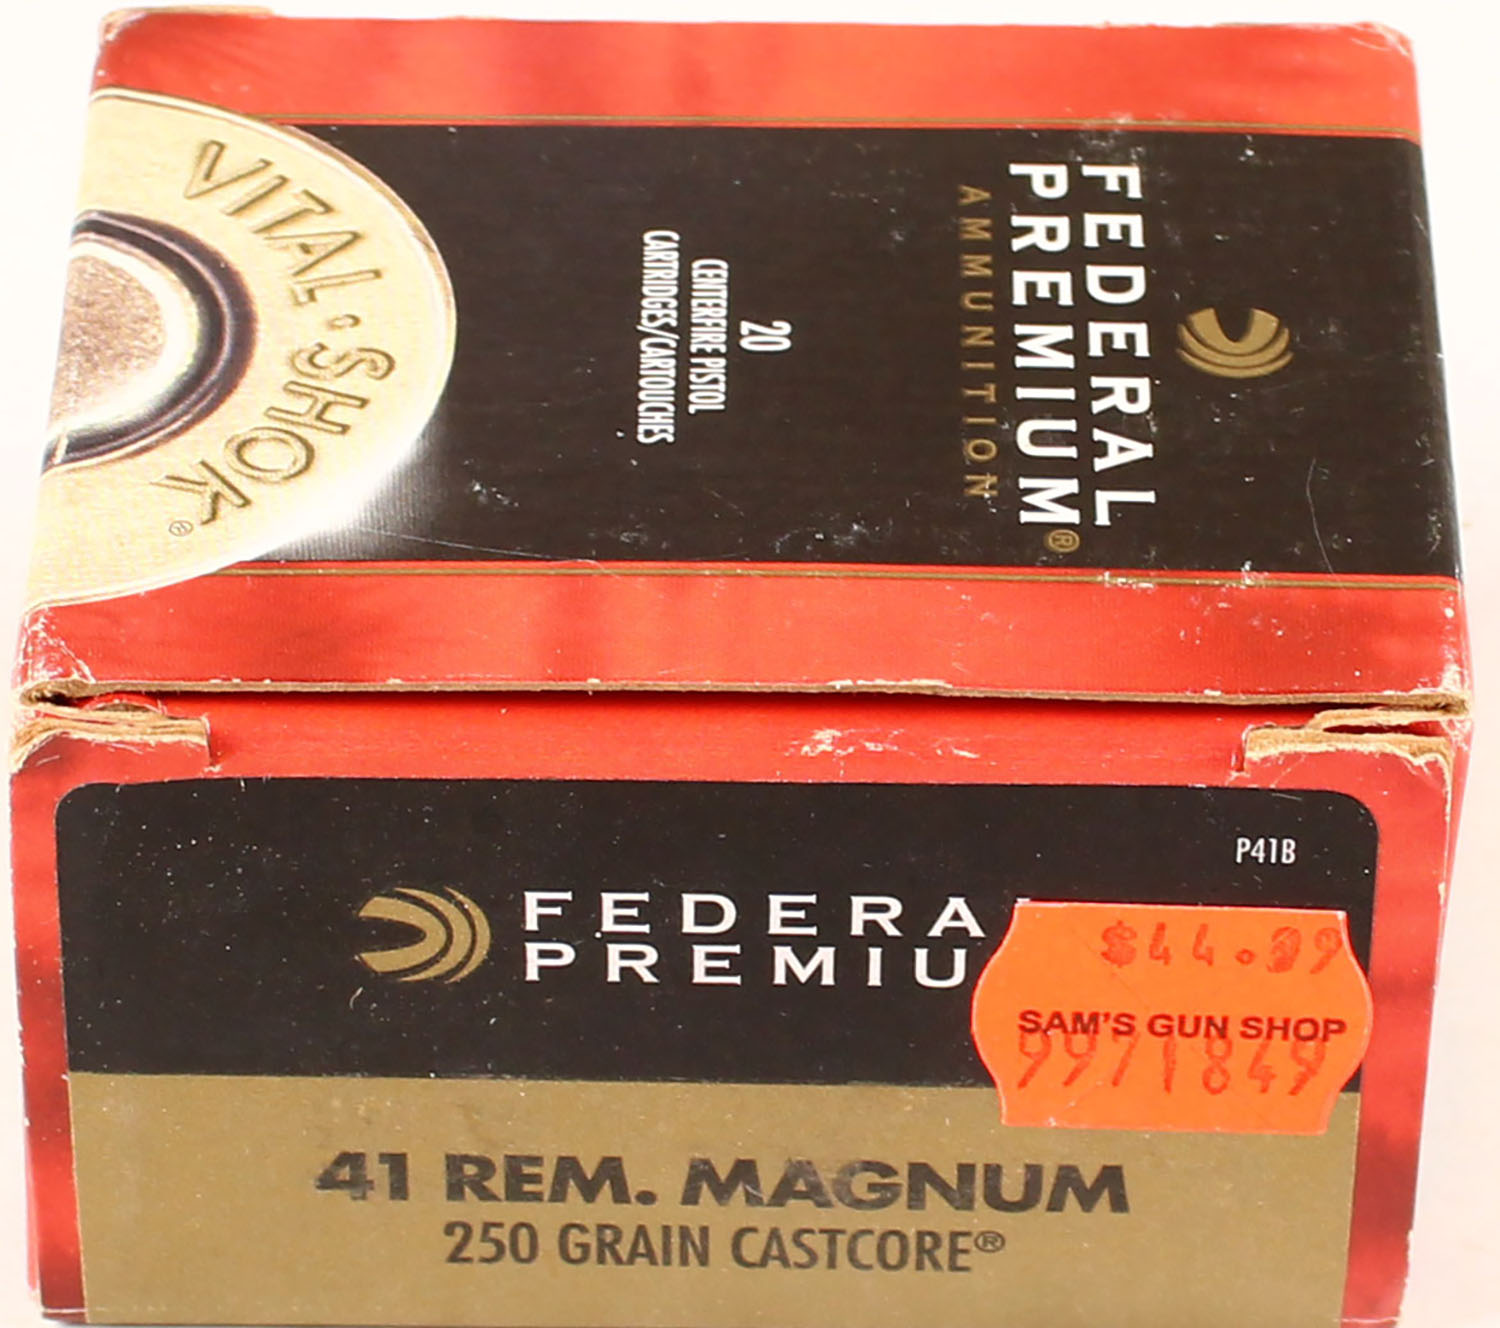 FEDERAL
PREMIUM®
AMMUNITION
20
CENTERFIRE PISTOL
CARTRIDGES/CARTOUCHES
VITAL·SHOK®
P41B
FEDERA
PREMIU
$44.99
SAM'S GUN SHOP
9971849
41 REM. MAGNUM
250 GRAIN CASTCORE®